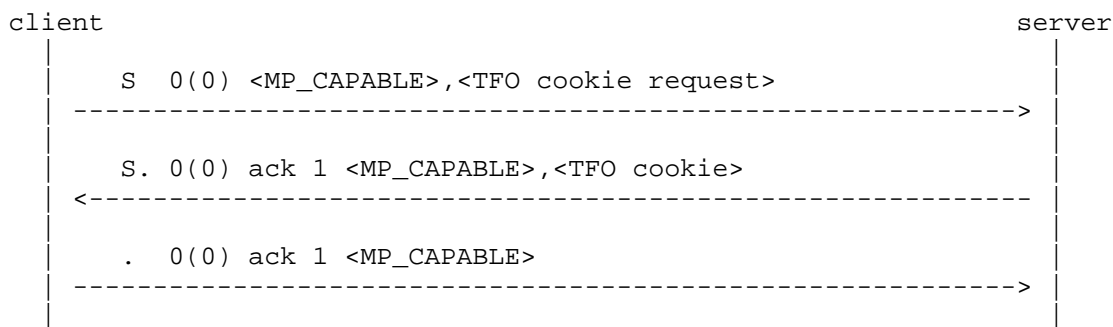 client server
S 0(0) <MP_CAPABLE>,<TFO cookie request>
S. 0(0) ack 1 <MP_CAPABLE>,<TFO cookie>
. 0(0) ack 1 <MP_CAPABLE>